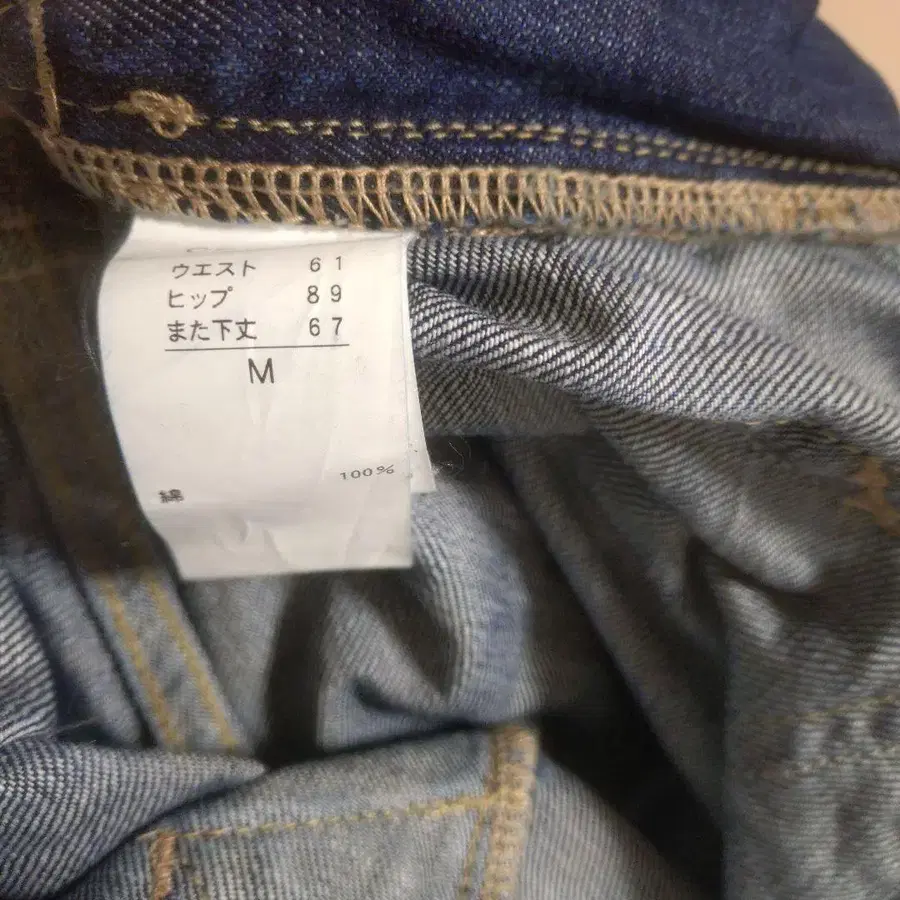 ウエスト 61
ヒップ 89
また下丈 67
M
100%
綿